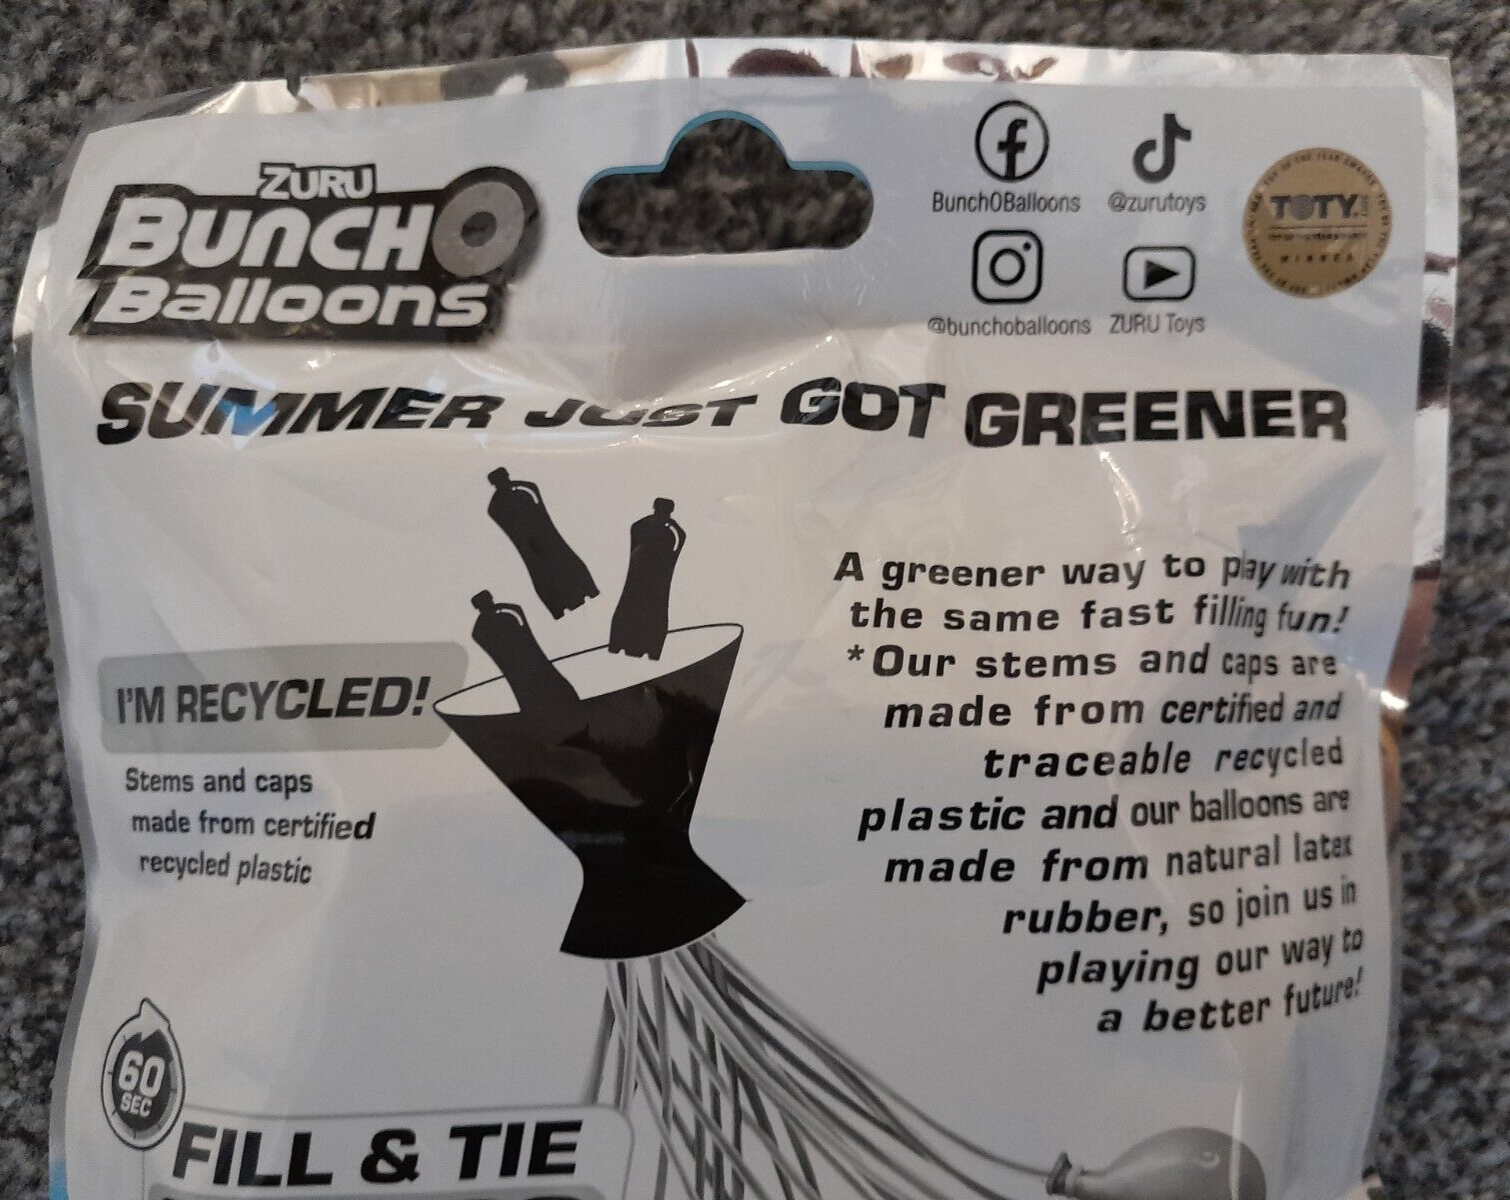 ZURU
BUNCH O
Balloons
BunchOBalloons
@zurutoys
@bunchoballoons
ZURU Toys
TOTY
WINNER
SUMMER JUST GOT GREENER
A greener way to play with
the same fast filling fun!
*Our stems and caps are
made from certified and
traceable recycled
plastic and our balloons are
made from natural latex
rubber, so join us in
playing our way to
a better future!
I'M RECYCLED!
Stems and caps
made from certified
recycled plastic
60
SEC
FILL & TIE